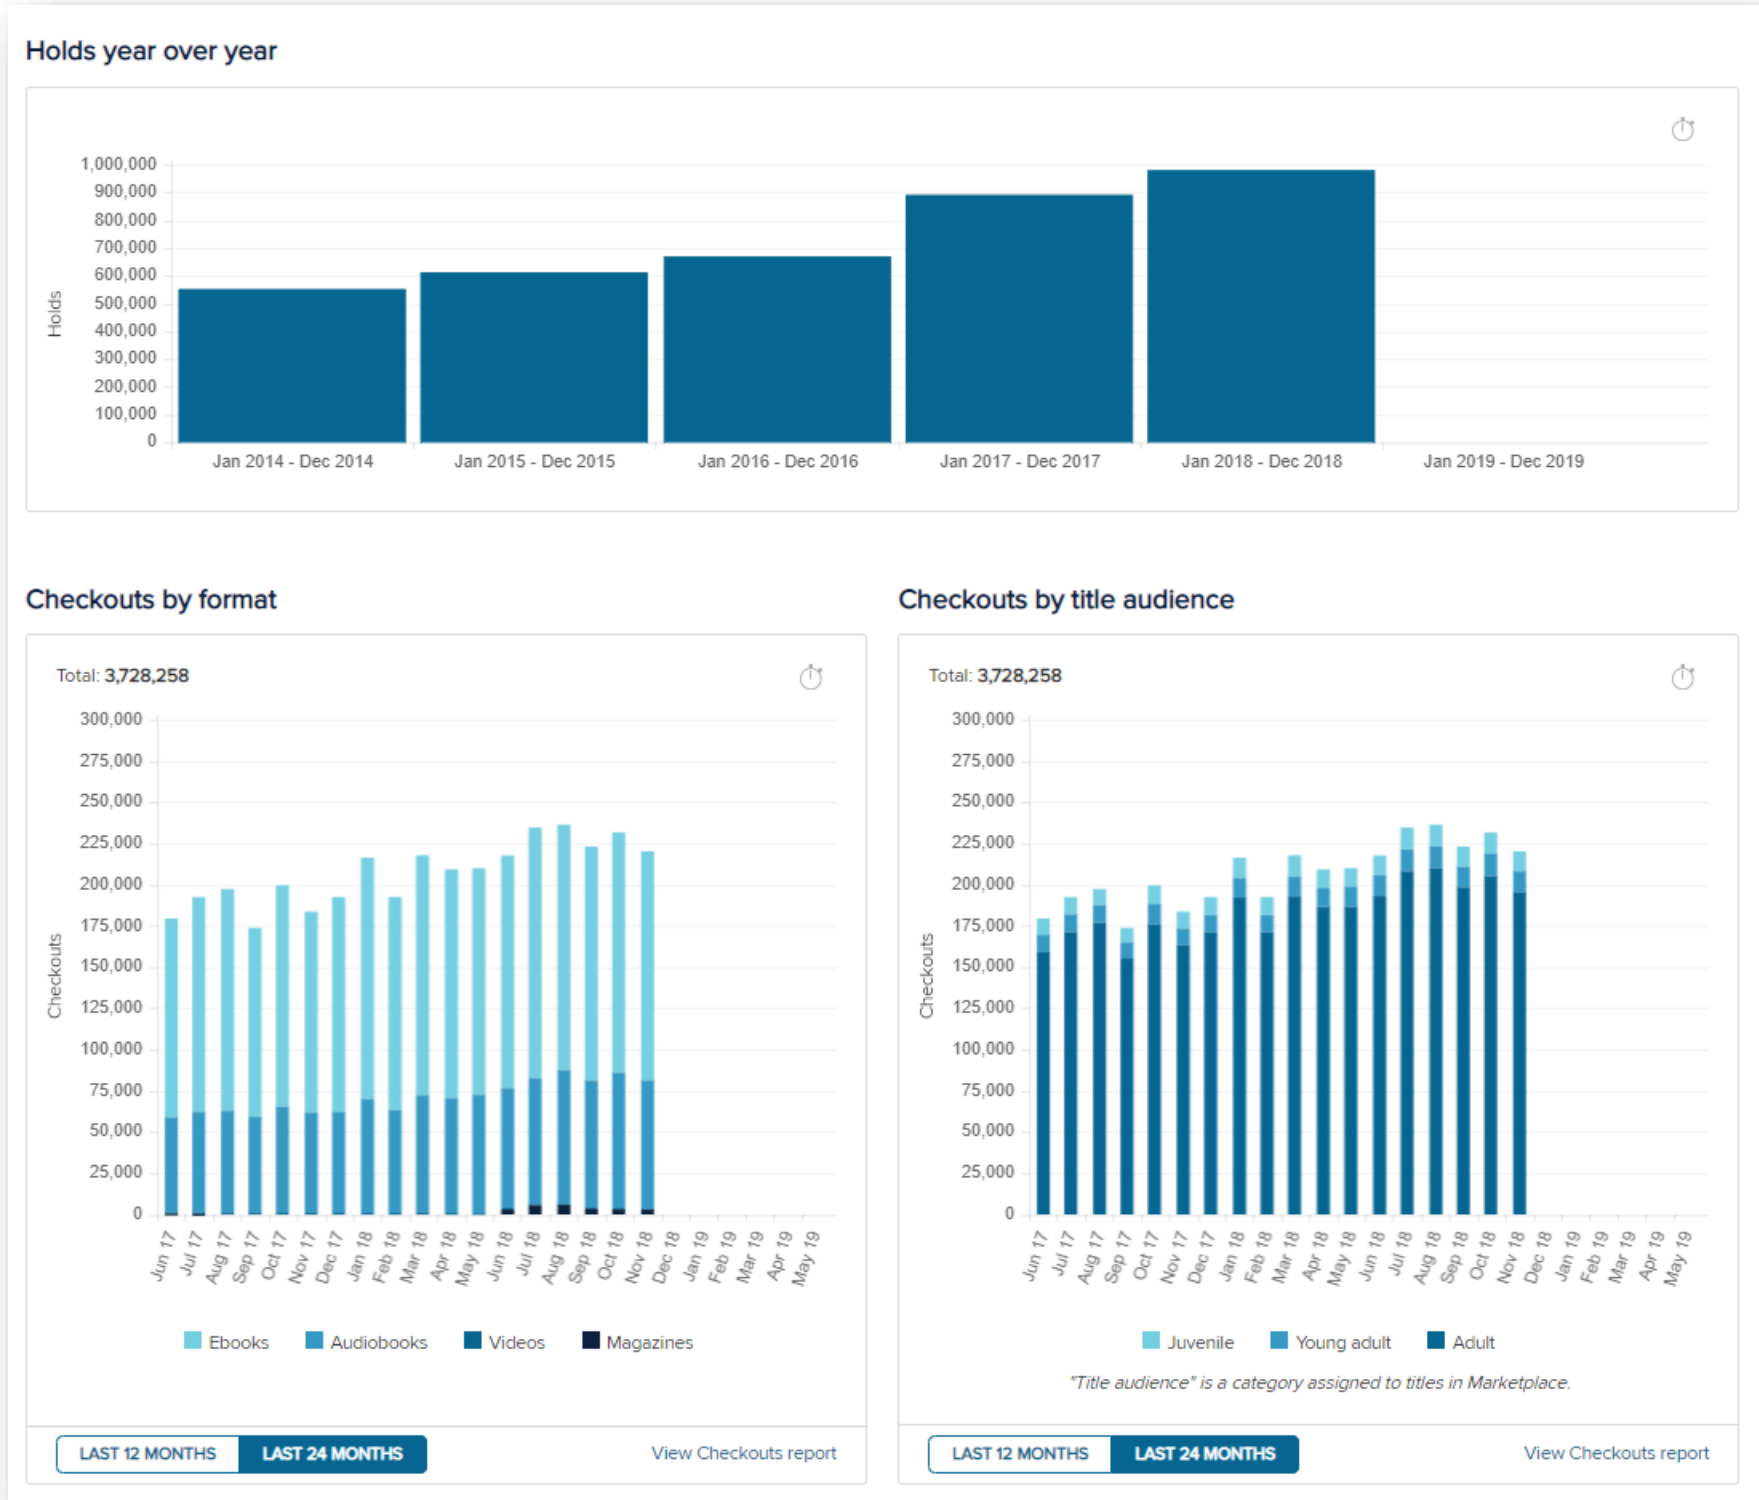 Holds year over year
1,000,000
900,000
800,000
700,000
600,000
500,000
400,000
300,000
200,000
100,000
0
Holds
Jan 2014 - Dec 2014
Jan 2015 - Dec 2015
Jan 2016 - Dec 2016
Jan 2017 - Dec 2017
Jan 2018 - Dec 2018
Jan 2019 - Dec 2019
Checkouts by format
Total: 3,728,258
300,000
275,000
250,000
225,000
200,000
175,000
150,000
125,000
100,000
75,000
50,000
25,000
0
Checkouts
Jun 17
Jul 17
Aug 17
Sep 17
Oct 17
Nov 17
Dec 17
Jan 18
Feb 18
Mar 18
Apr 18
May 18
Jun 18
Jul 18
Aug 18
Sep 18
Oct 18
Nov 18
Dec 18
Jan 19
Feb 19
Mar 19
Apr 19
May 19
Ebooks
Audiobooks
Videos
Magazines
LAST 12 MONTHS
LAST 24 MONTHS
View Checkouts report
Checkouts by title audience
Total: 3,728,258
300,000
275,000
250,000
225,000
200,000
175,000
150,000
125,000
100,000
75,000
50,000
25,000
0
Checkouts
Jun 17
Jul 17
Aug 17
Sep 17
Oct 17
Nov 17
Dec 17
Jan 18
Feb 18
Mar 18
Apr 18
May 18
Jun 18
Jul 18
Aug 18
Sep 18
Oct 18
Nov 18
Dec 18
Jan 19
Feb 19
Mar 19
Apr 19
May 19
Juvenile
Young adult
Adult
"Title audience" is a category assigned to titles in Marketplace.
LAST 12 MONTHS
LAST 24 MONTHS
View Checkouts report